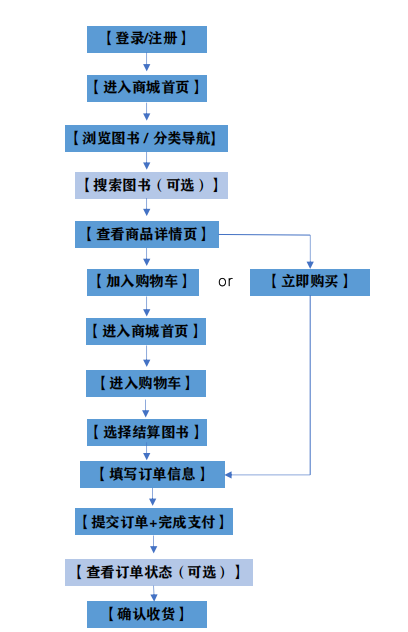 【登录/注册】
【进入商城首页】
【浏览图书 / 分类导航】
【搜索图书（可选）】
【查看商品详情页】
【加入购物车】 or 【立即购买】
【进入商城首页】
【进入购物车】
【选择结算图书】
【填写订单信息】
【提交订单+完成支付】
【查看订单状态（可选）】
【确认收货】